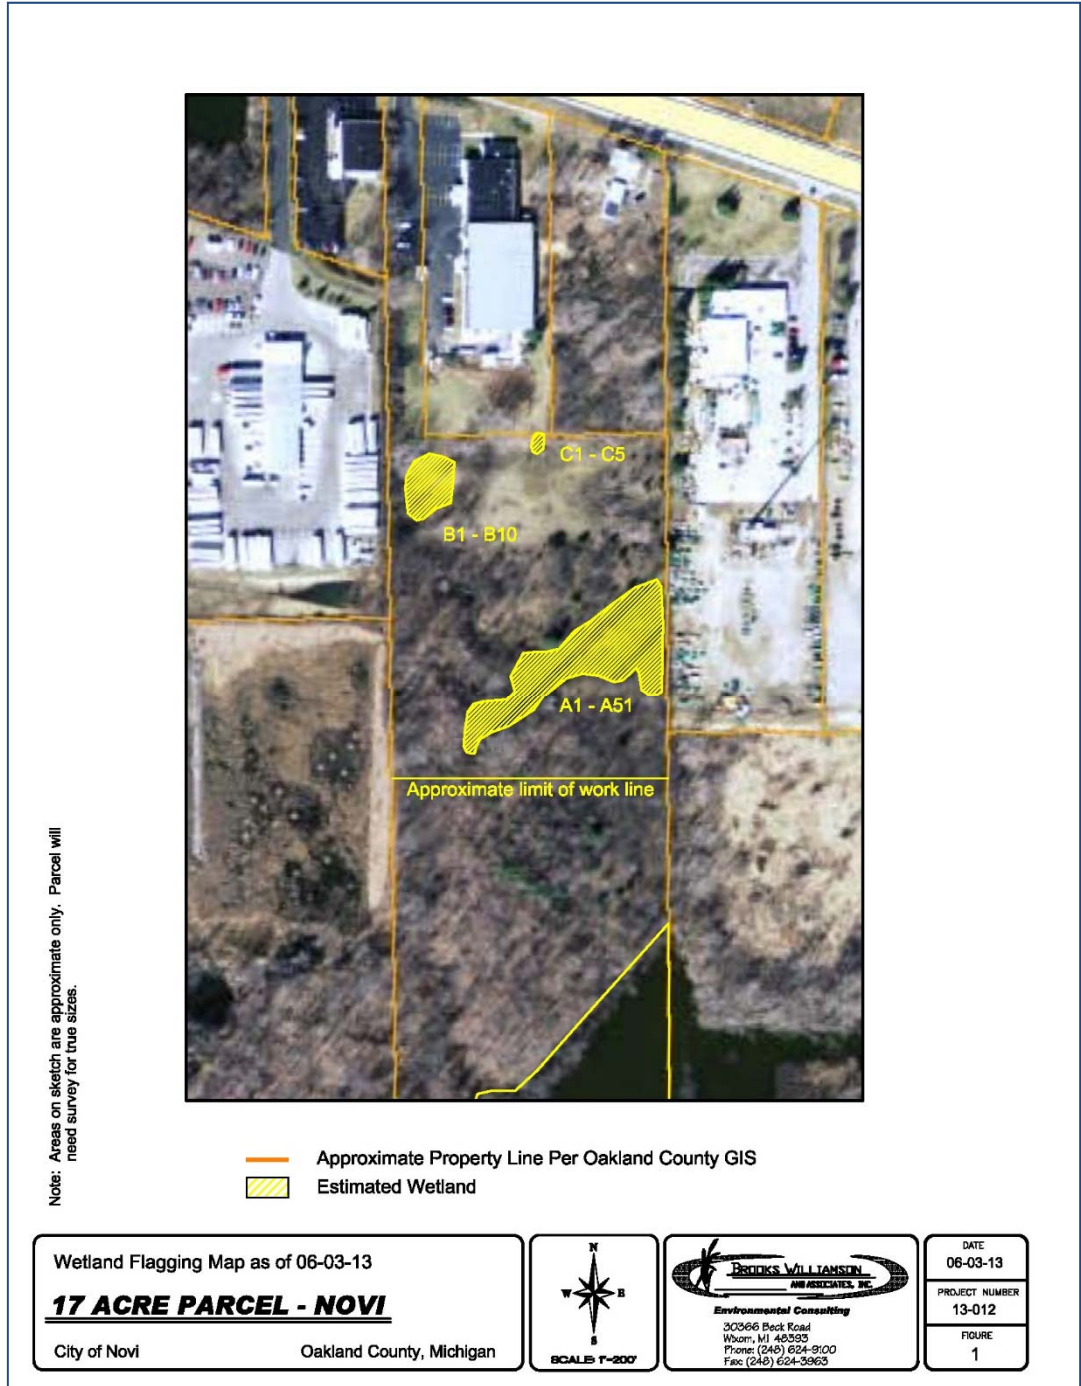 C1 - C5
B1 - B10
A1 - A51
Approximate limit of work line
Note: Areas on sketch are approximate only. Parcel will
need survey for true sizes.
Approximate Property Line Per Oakland County GIS
Estimated Wetland
Wetland Flagging Map as of 06-03-13
17 ACRE PARCEL - NOVI
City of Novi
Oakland County, Michigan
N
W
E
S
SCALE: 1"=200'
BROOKS WILLIAMSON
AND ASSOCIATES, INC.
Environmental Consulting
30366 Beck Road
Wixom, MI 48393
Phone: (248) 624-9100
Fax: (248) 624-3963
DATE
06-03-13
PROJECT NUMBER
13-012
FIGURE
1